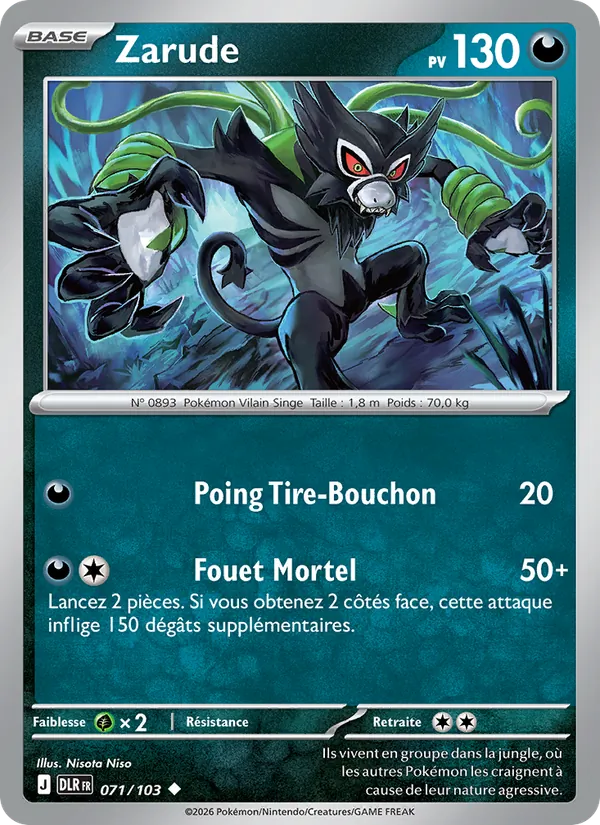 BASE
Zarude
PV 130
N° 0893 Pokémon Vilain Singe Taille : 1,8 m Poids : 70,0 kg
Poing Tire-Bouchon 20
Fouet Mortel 50+
Lancez 2 pièces. Si vous obtenez 2 côtés face, cette attaque
inflige 150 dégâts supplémentaires.
Faiblesse ×2 Résistance Retraite
Illus. Nisota Niso
J DLR FR 071/103
Ils vivent en groupe dans la jungle, où
les autres Pokémon les craignent à
cause de leur nature agressive.
©2026 Pokémon/Nintendo/Creatures/GAME FREAK